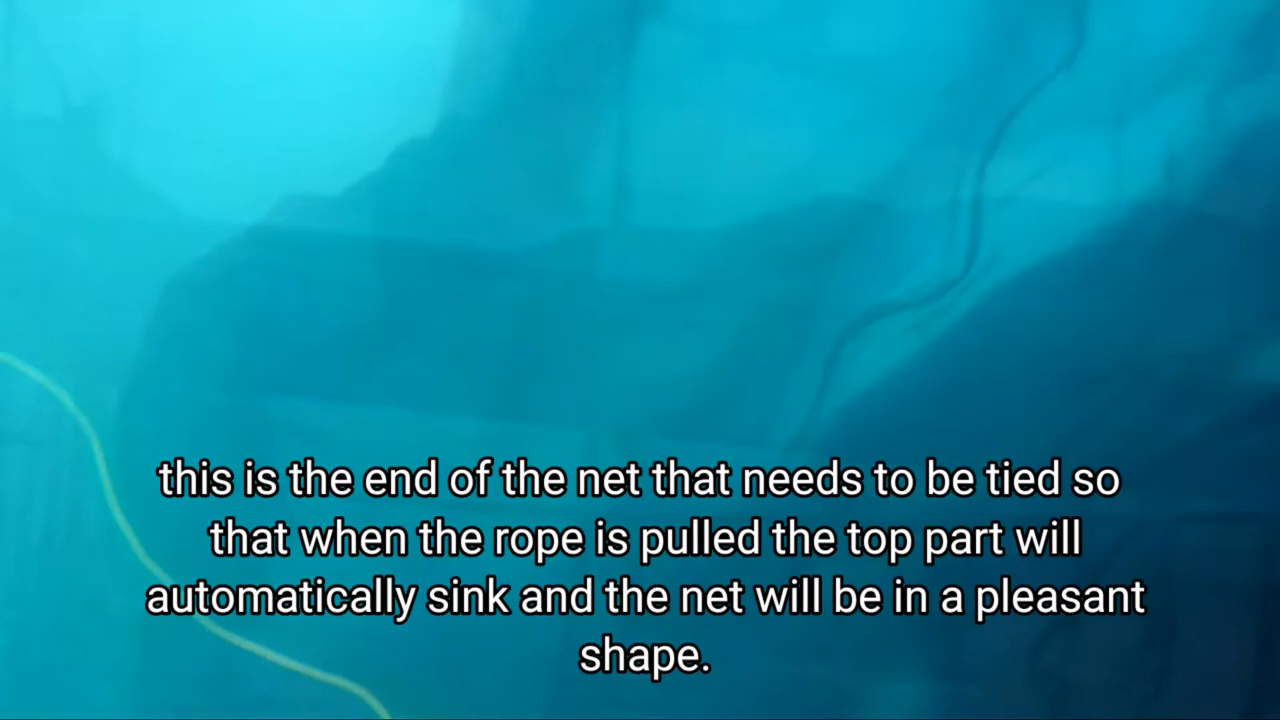 this is the end of the net that needs to be tied so
that when the rope is pulled the top part will
automatically sink and the net will be in a pleasant
shape.